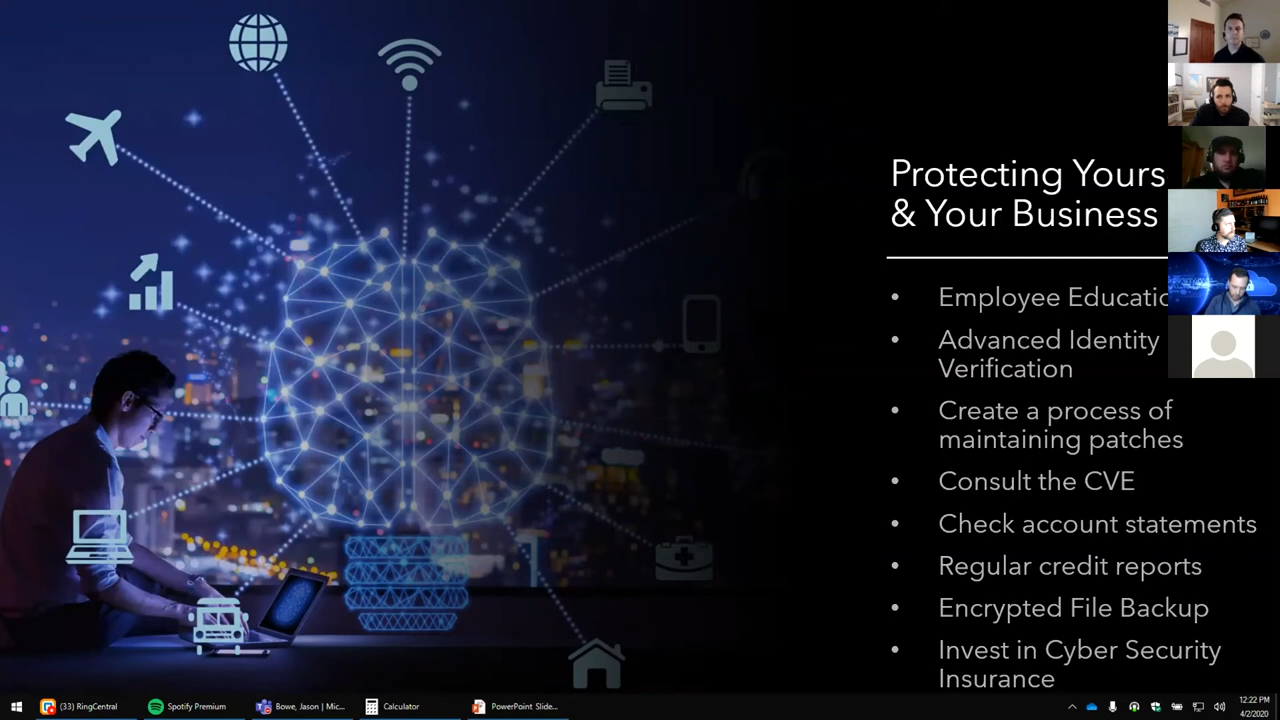 Protecting Yours
& Your Business
• Employee Educatio
• Advanced Identity
Verification
• Create a process of
maintaining patches
• Consult the CVE
• Check account statements
• Regular credit reports
• Encrypted File Backup
• Invest in Cyber Security
Insurance
(33) RingCentral
Spotify Premium
Bowe, Jason | Mic...
Calculator
PowerPoint Slide...
12:22 PM
4/2/2020